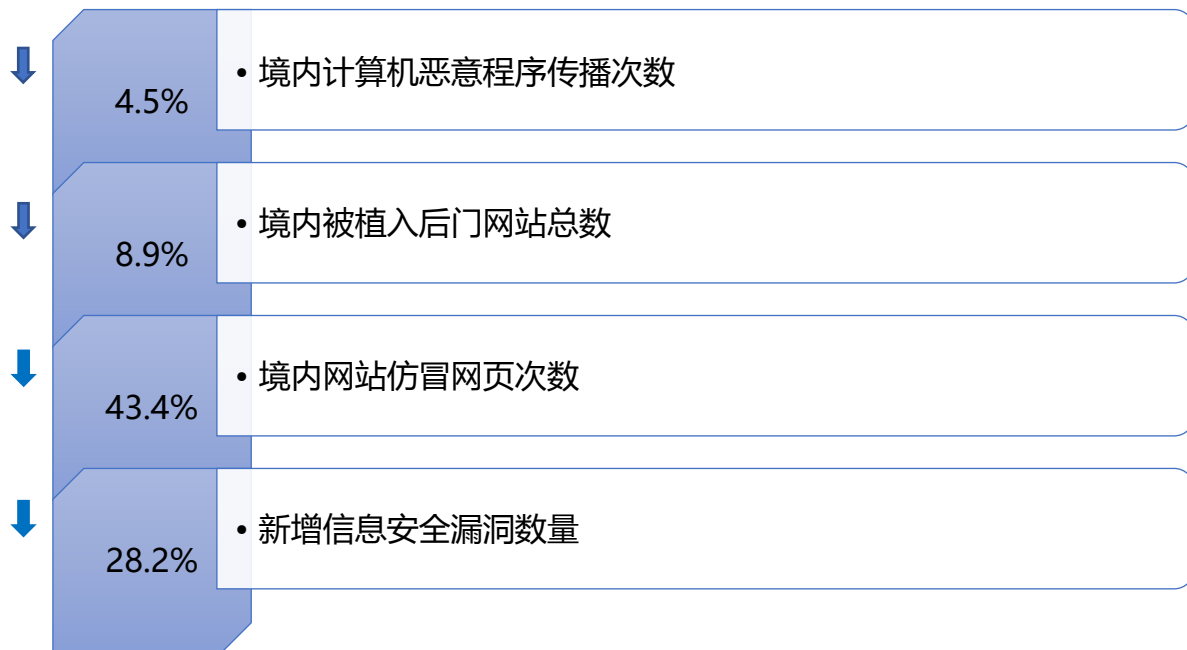 4.5%
• 境内计算机恶意程序传播次数
8.9%
• 境内被植入后门网站总数
43.4%
• 境内网站仿冒网页次数
28.2%
• 新增信息安全漏洞数量